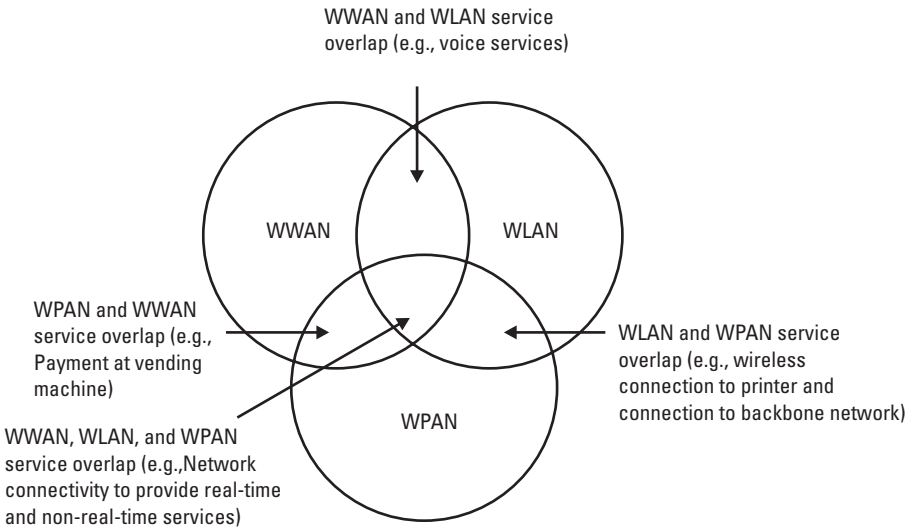 WWAN and WLAN service
overlap (e.g., voice services)
WWAN
WLAN
WPAN and WWAN
service overlap (e.g.,
Payment at vending
machine)
WLAN and WPAN service
overlap (e.g., wireless
connection to printer and
connection to backbone network)
WPAN
WWAN, WLAN, and WPAN
service overlap (e.g.,Network
connectivity to provide real-time
and non-real-time services)